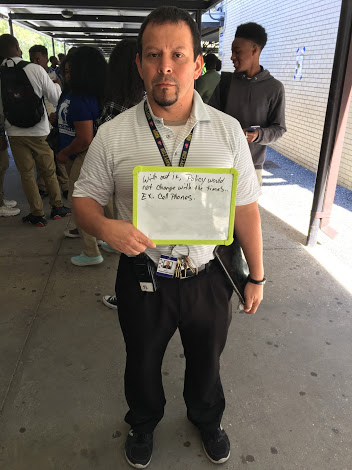 With out it, Policy would
not change with the times..
Ex. Cell Phones.